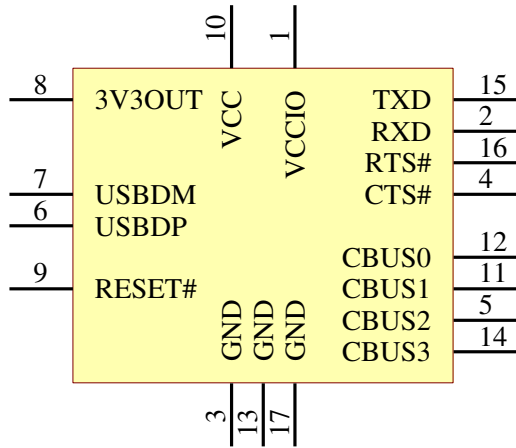 10 1
8 3V3OUT VCC VCCIO TXD 15
RXD 2
RTS# 16
7 USBDM CTS# 4
6 USBDP
CBUS0 12
9 RESET# CBUS1 11
GND GND GND CBUS2 5
CBUS3 14
3 13 17